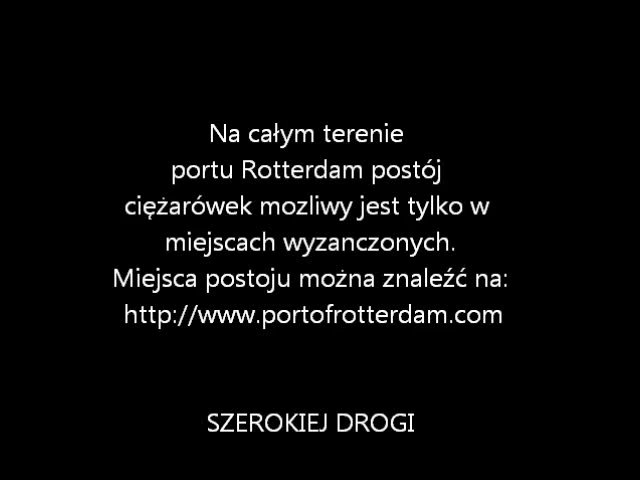 Na całym terenie
portu Rotterdam postój
ciężarówek mozliwy jest tylko w
miejscach wyzanczonych.
Miejsca postoju można znaleźć na:
http://www.portofrotterdam.com
SZEROKIEJ DROGI